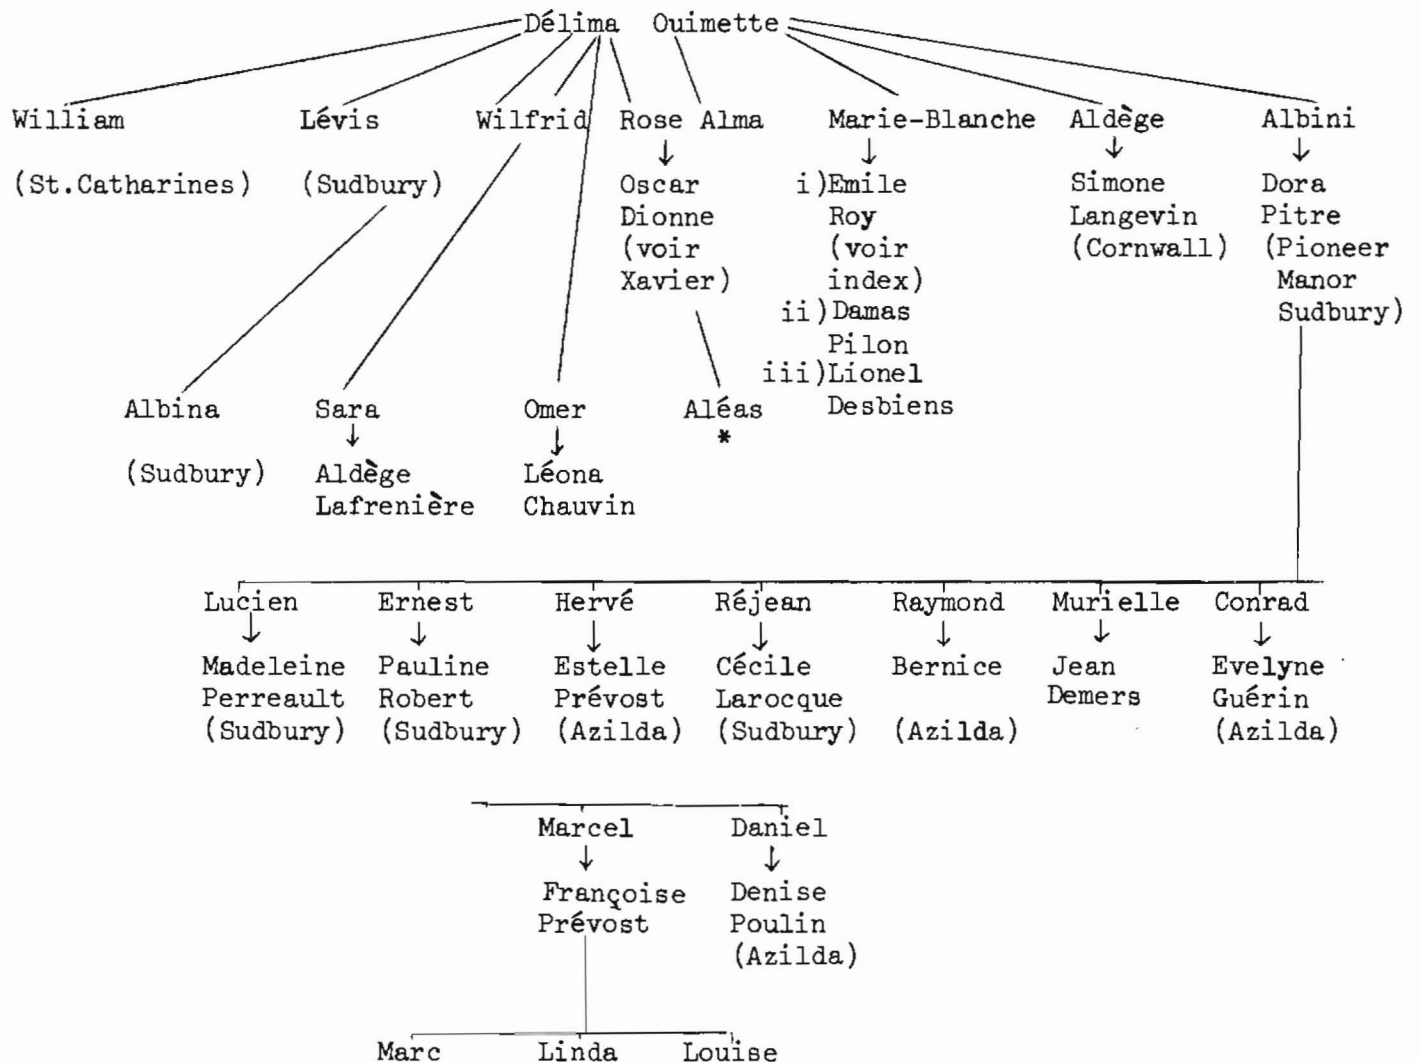 Délima Ouimette
William Lévis Wilfrid Rose Alma Marie-Blanche Aldège Albini
↓ ↓ ↓ ↓
(St.Catharines) (Sudbury) Oscar i)Emile Simone Dora
Dionne Roy Langevin Pitre
(voir (voir (Cornwall) (Pioneer
Xavier) index) Manor
ii)Damas Sudbury)
Pilon
iii)Lionel
Albina Sara Omer Aléas Desbiens
↓ ↓ *
(Sudbury) Aldège Léona
Lafrenière Chauvin
Lucien Ernest Hervé Réjean Raymond Murielle Conrad
↓ ↓ ↓ ↓ ↓ ↓ ↓
Madeleine Pauline Estelle Cécile Bernice Jean Evelyne
Perreault Robert Prévost Larocque Demers Guérin
(Sudbury) (Sudbury) (Azilda) (Sudbury) (Azilda) (Azilda)
Marcel Daniel
↓ ↓
Françoise Denise
Prévost Poulin
(Azilda)
Marc Linda Louise